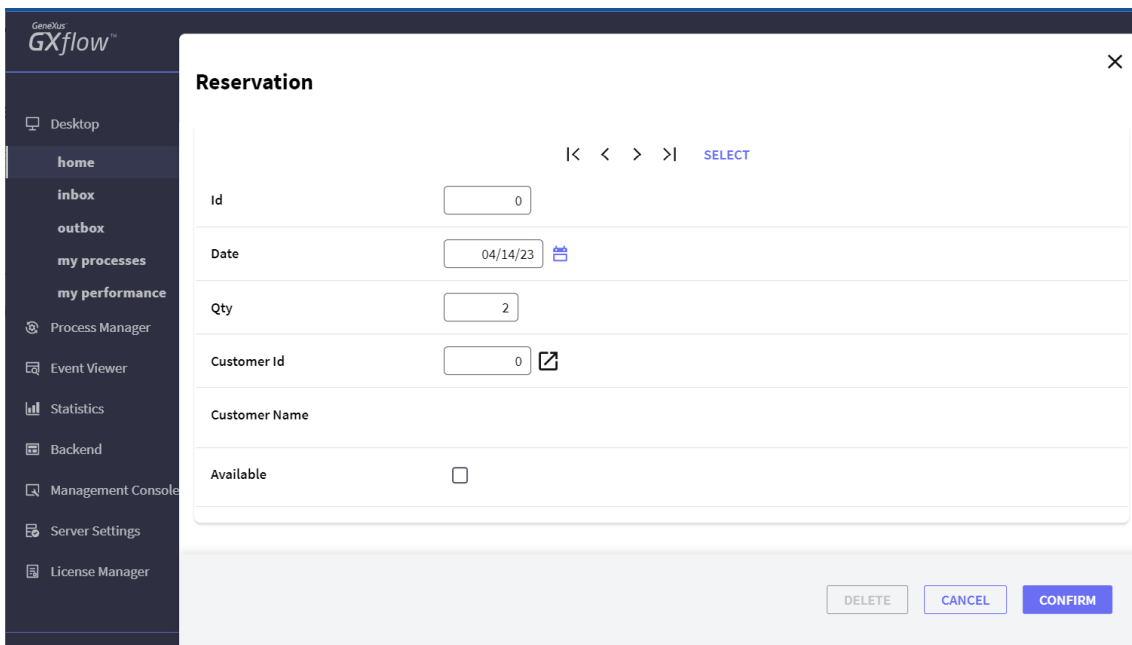 GeneXus
GXflow™
Reservation
Desktop
home
inbox
outbox
my processes
my performance
Process Manager
Event Viewer
Statistics
Backend
Management Console
Server Settings
License Manager
SELECT
Id 0
Date 04/14/23
Qty 2
Customer Id 0
Customer Name
Available
DELETE CANCEL CONFIRM